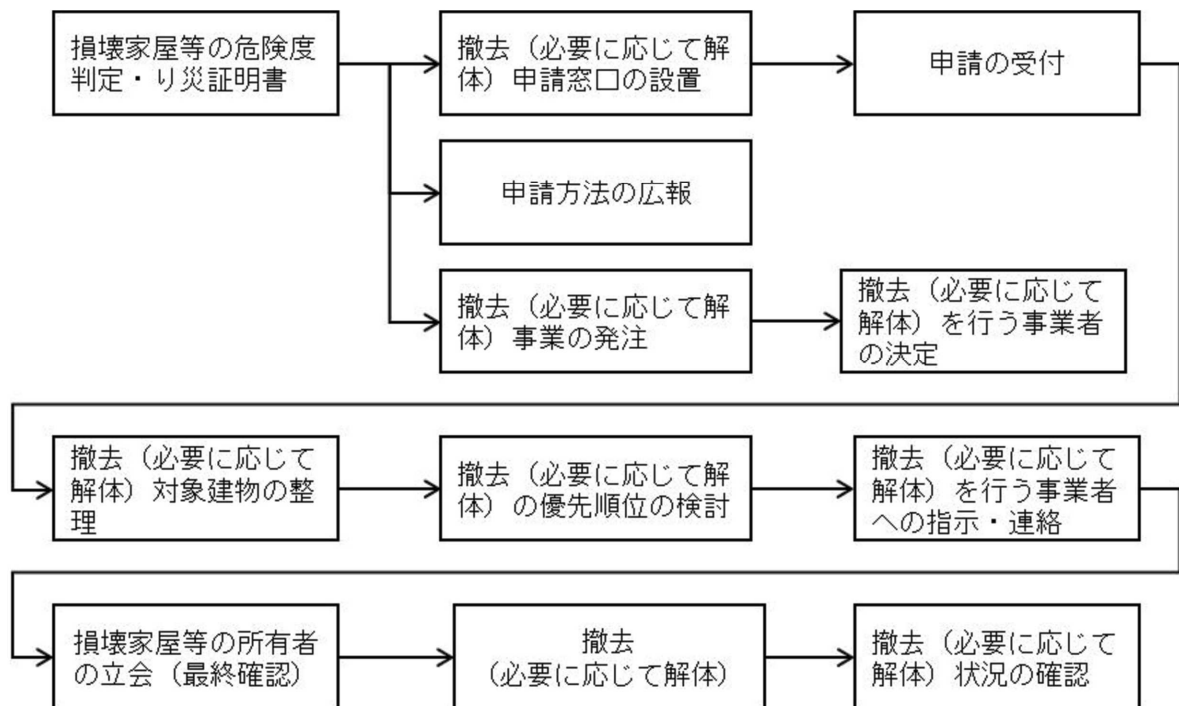 損壊家屋等の危険度
判定・り災証明書
撤去（必要に応じて解
体）申請窓口の設置
申請の受付
申請方法の広報
撤去（必要に応じて解
体）事業の発注
撤去（必要に応じて
解体）を行う事業者
の決定
撤去（必要に応じて
解体）対象建物の整
理
撤去（必要に応じて解
体）の優先順位の検討
撤去（必要に応じて
解体）を行う事業者
への指示・連絡
損壊家屋等の所有者
の立会（最終確認）
撤去
（必要に応じて解体）
撤去（必要に応じて
解体）状況の確認